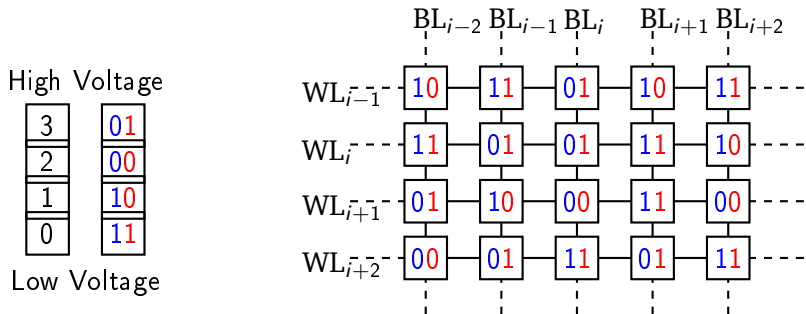 BL_{i−2} BL_{i−1} BL_i BL_{i+1} BL_{i+2}
High Voltage
3 01
2 00
1 10
0 11
Low Voltage
WL_{i−1} 10 11 01 10 11
WL_i 11 01 01 11 10
WL_{i+1} 01 10 00 11 00
WL_{i+2} 00 01 11 01 11